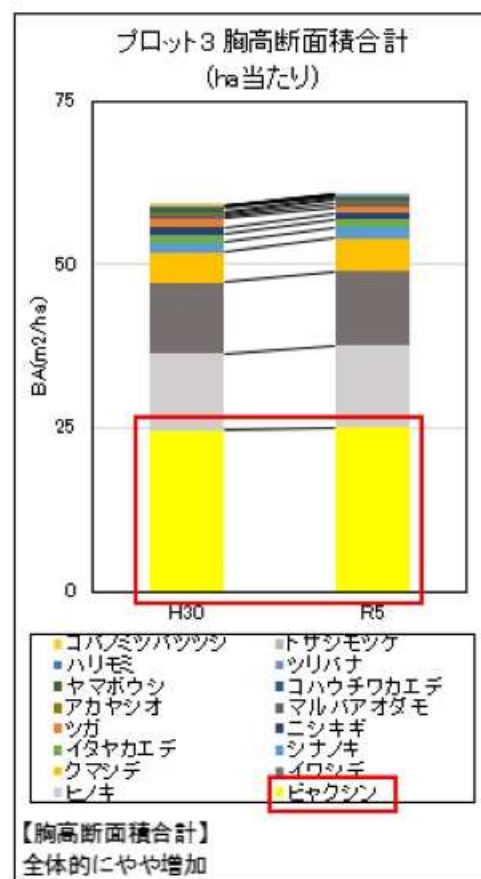 プロット3 胸高断面積合計
(ha当たり)
75
50
25
0
BA(m2/ha)
H30 R5
コバノミツバツツジ トサシモツケ
ハリモミ ツリバナ
ヤマボウシ コハウチワカエデ
アカヤシオ マルバアオダモ
ツガ ニシキギ
イタヤカエデ シナノキ
クマシデ イワシデ
ヒノキ ビャクシン
【胸高断面積合計】
全体的にやや増加